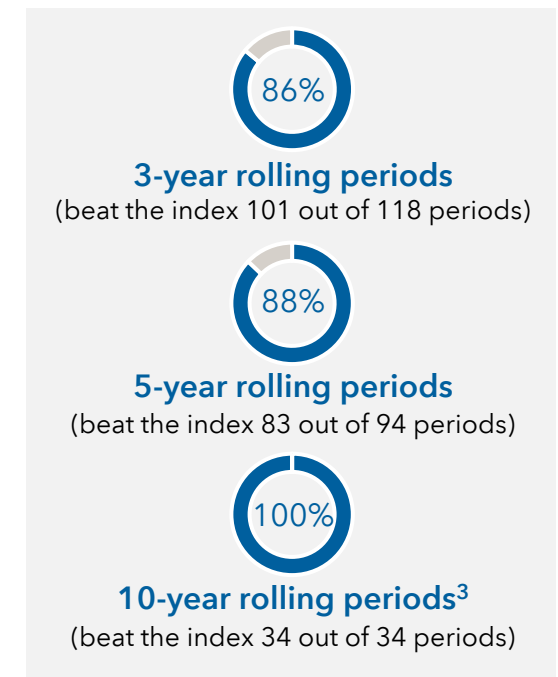 86%
3-year rolling periods
(beat the index 101 out of 118 periods)
88%
5-year rolling periods
(beat the index 83 out of 94 periods)
100%
10-year rolling periods³
(beat the index 34 out of 34 periods)